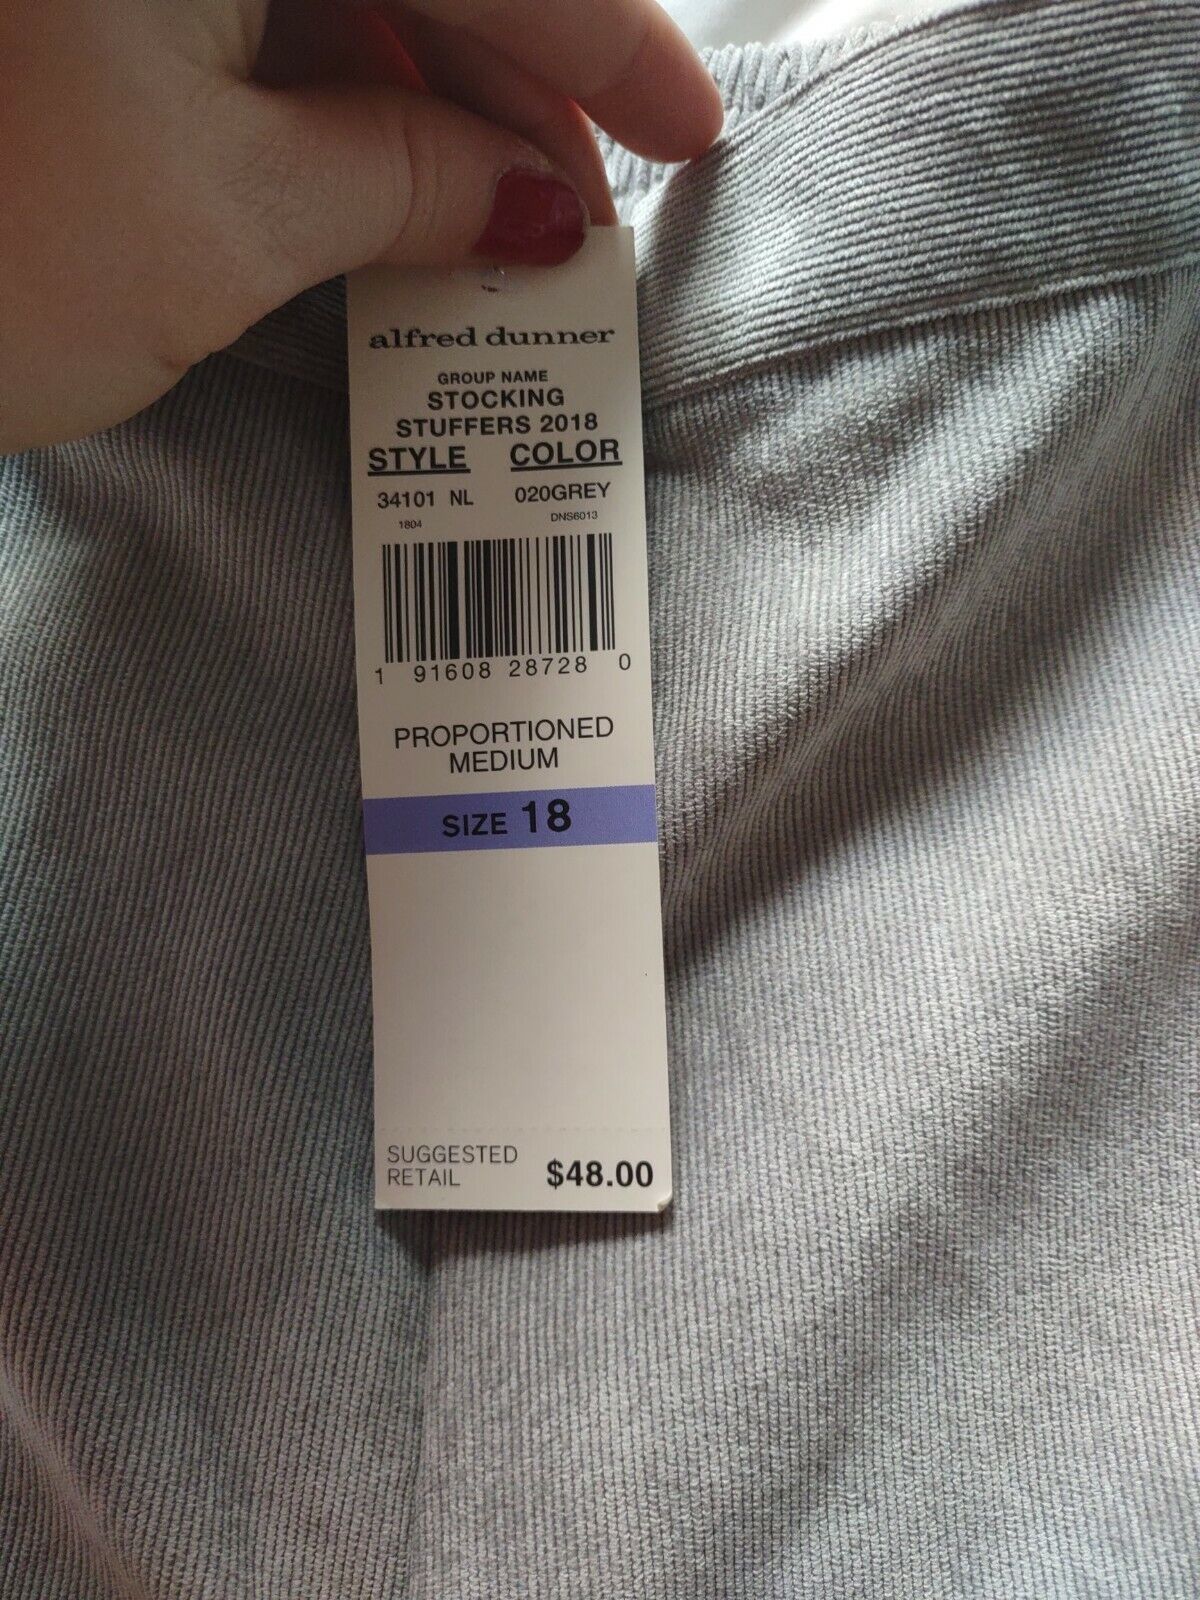 alfred dunner
GROUP NAME
STOCKING
STUFFERS 2018
STYLE COLOR
34101 NL 020GREY
1804 DNS6013
1 91608 28728 0
PROPORTIONED
MEDIUM
SIZE 18
SUGGESTED
RETAIL $48.00